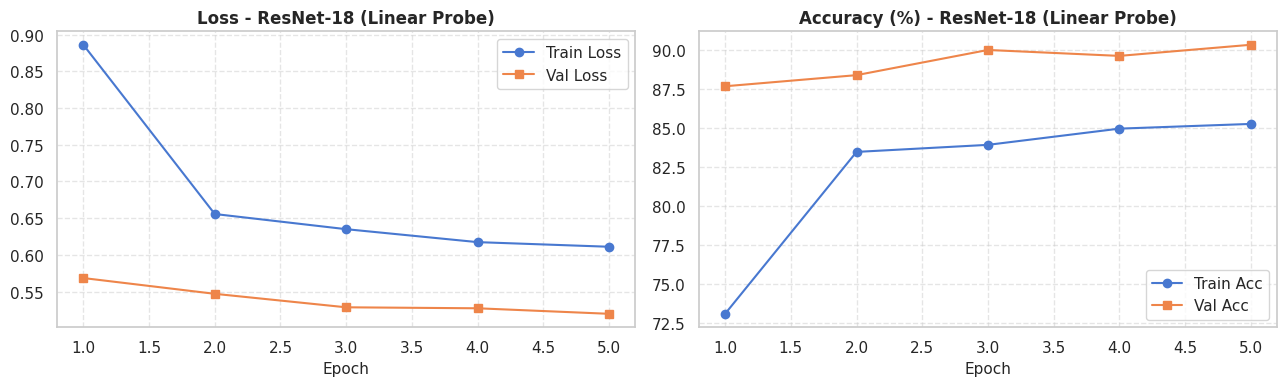 Loss - ResNet-18 (Linear Probe)
0.90
0.85
0.80
0.75
0.70
0.65
0.60
0.55
Train Loss
Val Loss
1.0 1.5 2.0 2.5 3.0 3.5 4.0 4.5 5.0
Epoch
Accuracy (%) - ResNet-18 (Linear Probe)
90.0
87.5
85.0
82.5
80.0
77.5
75.0
72.5
Train Acc
Val Acc
1.0 1.5 2.0 2.5 3.0 3.5 4.0 4.5 5.0
Epoch